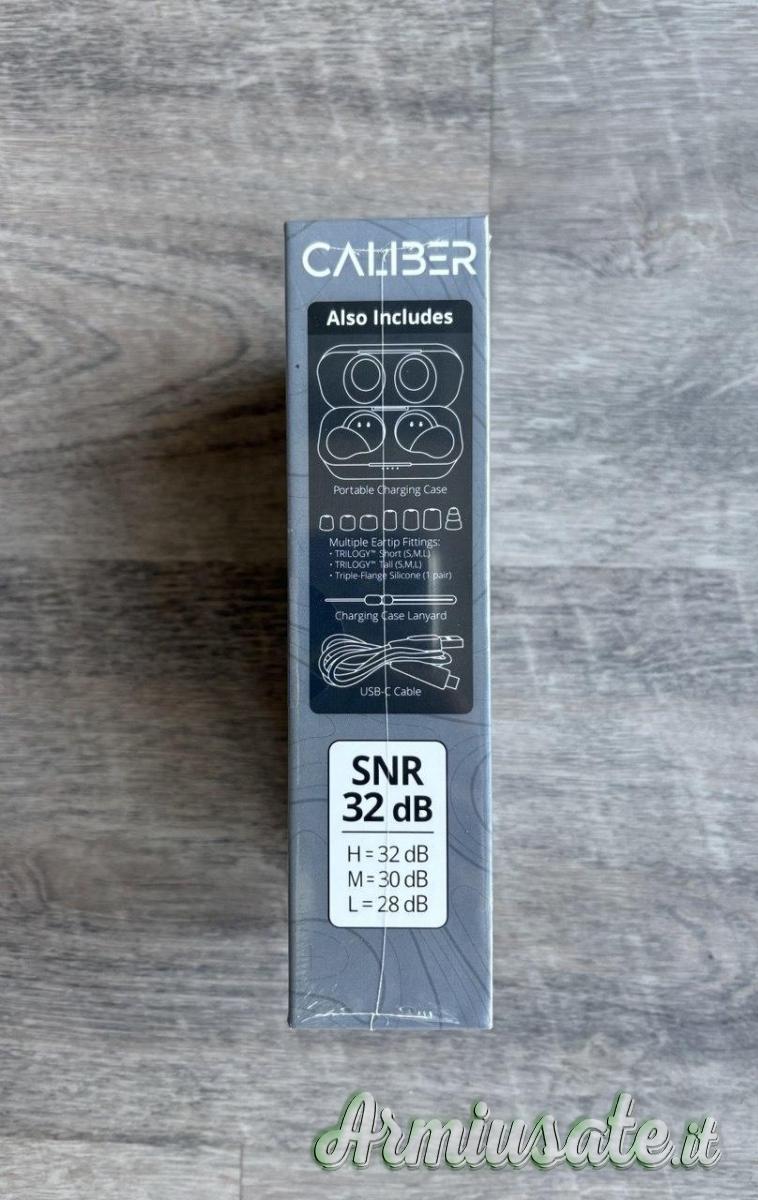 CALIBER
Also Includes
Portable Charging Case
Multiple Eartip Fittings:
• TRILOGY™ Short (S,M,L)
• TRILOGY™ Tall (S,M,L)
• Triple-Flange Silicone (1 pair)
Charging Case Lanyard
USB-C Cable
SNR
32 dB
H = 32 dB
M = 30 dB
L = 28 dB
Armiusate.it